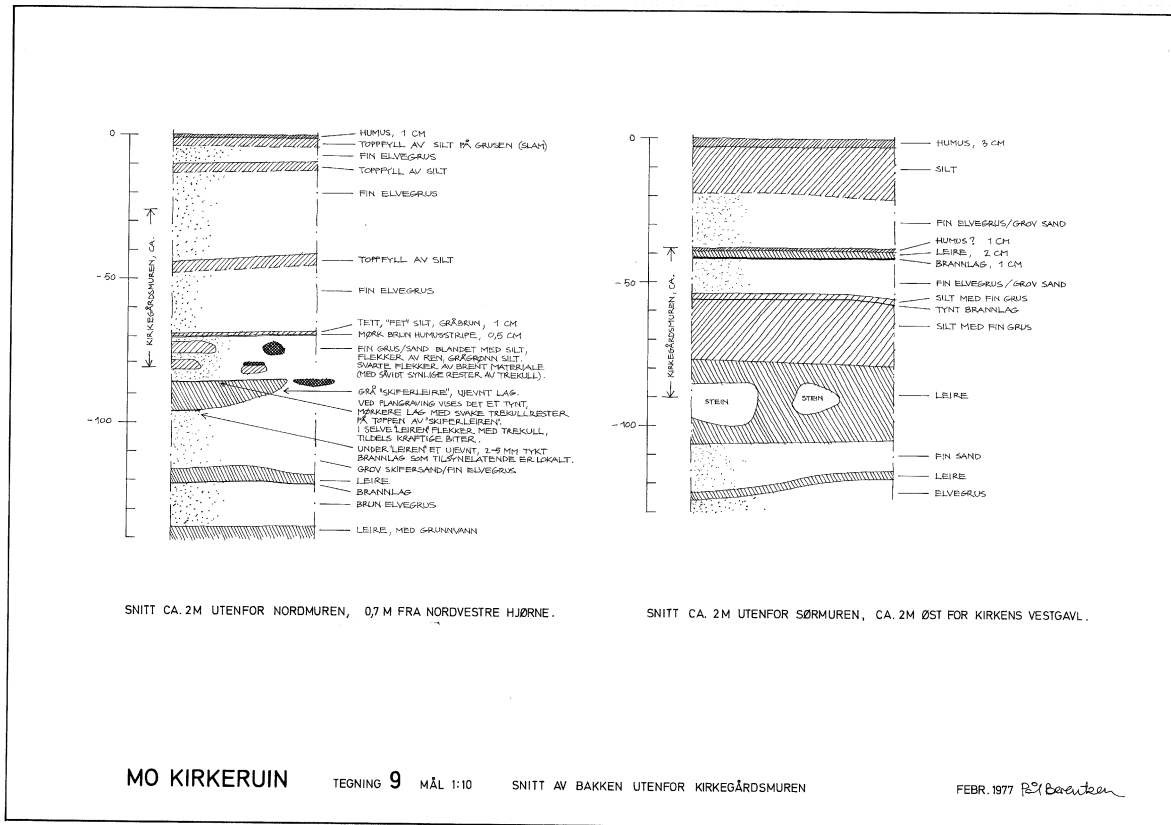 0
-50
-100
KIRKEGÅRDSMUREN, CA.
HUMUS, 1 CM
TOPPFYLL AV SILT PÅ GRUSEN (SLAM)
FIN ELVEGRUS
TOPPFYLL AV SILT
FIN ELVEGRUS
TOPPFYLL AV SILT
FIN ELVEGRUS
TETT, "FET" SILT, GRÅBRUN, 1 CM
MØRK BRUN HUMUSSTRIPE, 0,5 CM
FIN GRUS/SAND BLANDET MED SILT,
FLEKKER AV REN, GRÅGRØNN SILT.
SVARTE FLEKKER AV BRENT MATERIALE
(MED SÅVIDT SYNLIGE RESTER AV TREKULL).
GRÅ "SKIFERLEIRE", UJEVNT LAG.
VED PLANGRAVING VISES DET ET TYNT,
MØRKERE LAG MED SVAKE TREKULLRESTER
PÅ TOPPEN AV "SKIFERLEIREN".
I SELVE "LEIREN" FLEKKER MED TREKULL,
TILDELS KRAFTIGE BITER.
UNDER "LEIREN" ET UJEVNT, 2-5 MM TYKT
BRANNLAG SOM TILSYNELATENDE ER LOKALT.
GROV SKIFERSAND/FIN ELVEGRUS
LEIRE
BRANNLAG
BRUN ELVEGRUS
LEIRE, MED GRUNNVANN
SNITT CA. 2M UTENFOR NORDMUREN, 0,7 M FRA NORDVESTRE HJØRNE.
0
-50
-100
KIRKEGÅRDSMUREN, CA.
HUMUS, 3 CM
SILT
FIN ELVEGRUS/GROV SAND
HUMUS? 1 CM
LEIRE, 2 CM
BRANNLAG, 1 CM
FIN ELVEGRUS/GROV SAND
SILT MED FIN GRUS
TYNT BRANNLAG
SILT MED FIN GRUS
STEIN
STEIN
LEIRE
FIN SAND
LEIRE
ELVEGRUS
SNITT CA. 2M UTENFOR SØRMUREN, CA. 2M ØST FOR KIRKENS VESTGAVL.
MO KIRKERUIN TEGNING 9 MÅL 1:10 SNITT AV BAKKEN UTENFOR KIRKEGÅRDSMUREN FEBR. 1977 Pål Berentzen